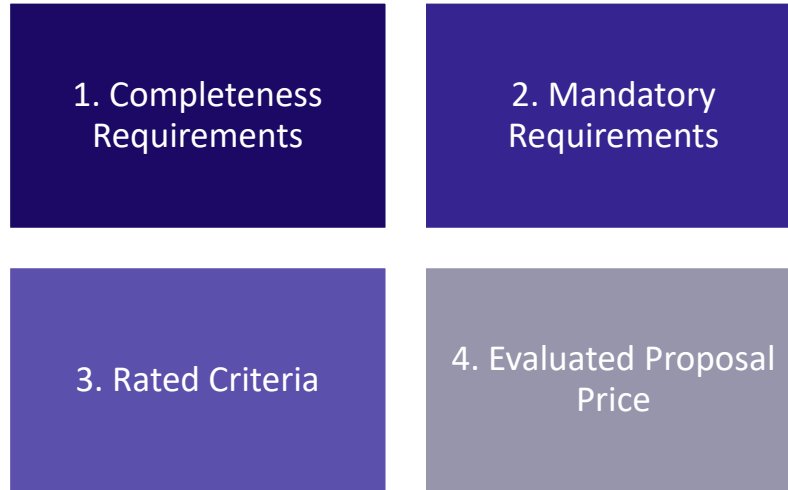 1. Completeness
Requirements
2. Mandatory
Requirements
3. Rated Criteria
4. Evaluated Proposal
Price